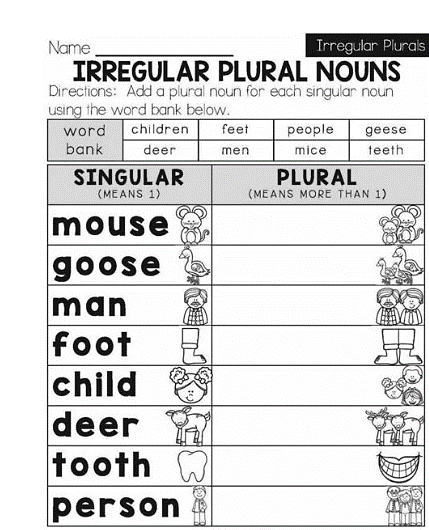 Name
Irregular Plurals
IRREGULAR PLURAL NOUNS
Directions: Add a plural noun for each singular noun
using the word bank below.
word bank
children feet people geese
deer men mice teeth
SINGULAR PLURAL
(MEANS 1) (MEANS MORE THAN 1)
mouse
goose
man
foot
child
deer
tooth
person